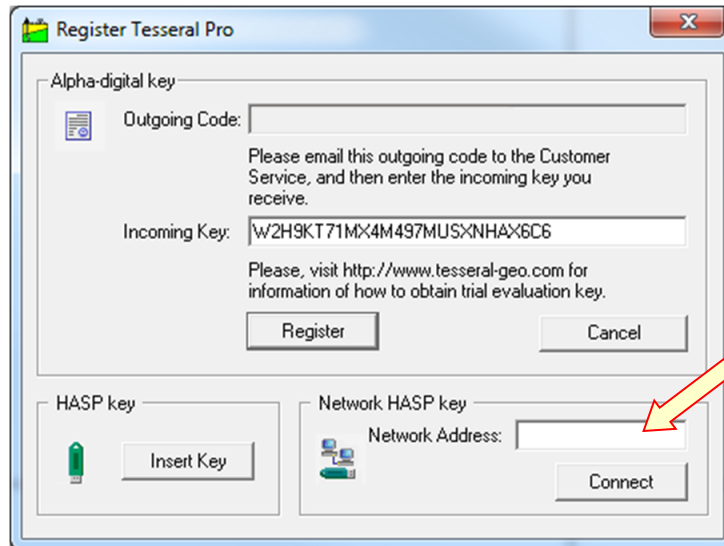 Register Tesseral Pro
X
Alpha-digital key
Outgoing Code:
Please email this outgoing code to the Customer
Service, and then enter the incoming key you
receive.
Incoming Key: W2H9KT71MX4M497MUSXNHAX6C6
Please, visit http://www.tesseral-geo.com for
information of how to obtain trial evaluation key.
Register Cancel
HASP key
Insert Key
Network HASP key
Network Address:
Connect